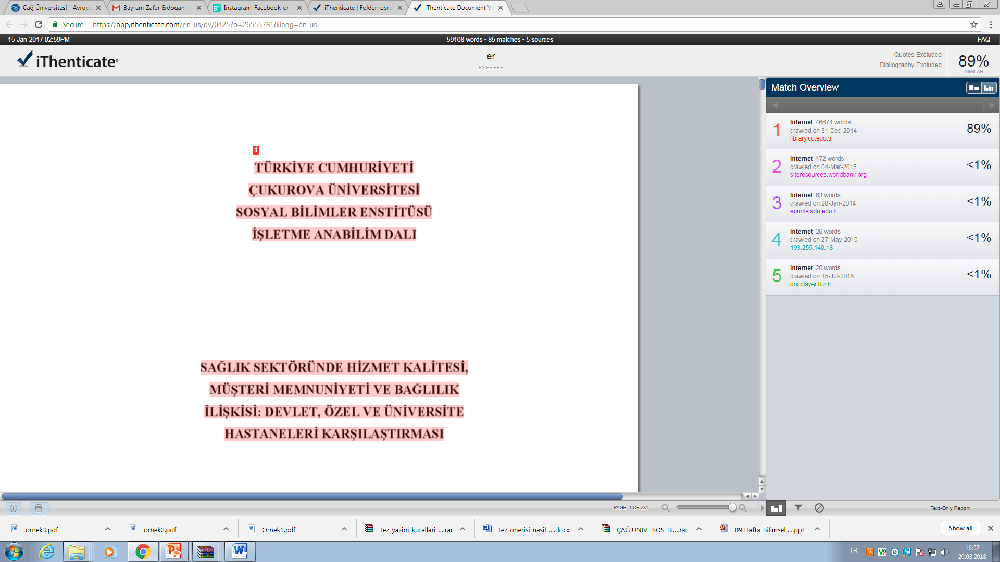 Çağ Üniversitesi - Avrupa
Bayram Zafer Erdogan -
Instagram-Facebook-or-
iThenticate | Folder: ebru
iThenticate Document Vi
Secure
https://app.ithenticate.com/en_us/dv/0425?o=26555781&lang=en_us
15-Jan-2017 02:59PM
59108 words • 85 matches • 5 sources
FAQ
iThenticate®
er
BY EE EEE
Quotes Excluded
Bibliography Excluded
89%
SIMILAR
1
TÜRKİYE CUMHURİYETİ
ÇUKUROVA ÜNİVERSİTESİ
SOSYAL BİLİMLER ENSTİTÜSÜ
İŞLETME ANABİLİM DALI
SAĞLIK SEKTÖRÜNDE HİZMET KALİTESİ,
MÜŞTERİ MEMNUNİYETİ VE BAĞLILIK
İLİŞKİSİ: DEVLET, ÖZEL VE ÜNİVERSİTE
HASTANELERİ KARŞILAŞTIRMASI
Match Overview
1
Internet 46674 words
crawled on 31-Dec-2014
library.cu.edu.tr
89%
2
Internet 172 words
crawled on 04-Mar-2015
siteresources.worldbank.org
<1%
3
Internet 63 words
crawled on 20-Jan-2014
eprints.sdu.edu.tr
<1%
4
Internet 26 words
crawled on 27-May-2015
193.255.140.18
<1%
5
Internet 20 words
crawled on 15-Jul-2016
docplayer.biz.tr
<1%
PAGE: 1 OF 231
Text-Only Report
ornek3.pdf
ornek2.pdf
Ornek1.pdf
tez-yazim-kurallari-....rar
tez-onerisi-nasil-....docx
ÇAĞ ÜNİV_ SOS_Bİ....rar
09 Hafta_Bilimsel ....ppt
Show all
TR
16:57
20.03.2018